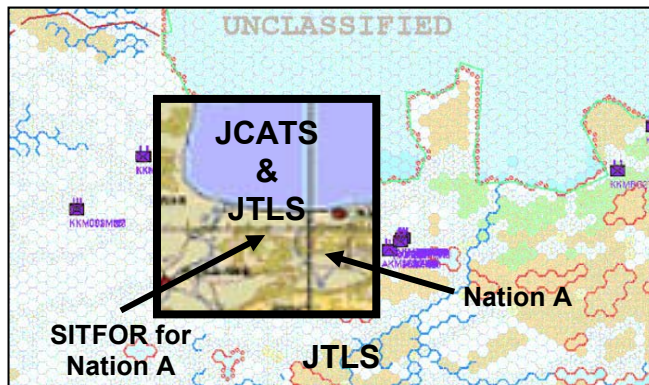 UNCLASSIFIED
JCATS
&
JTLS
Nation A
SITFOR for
Nation A
JTLS